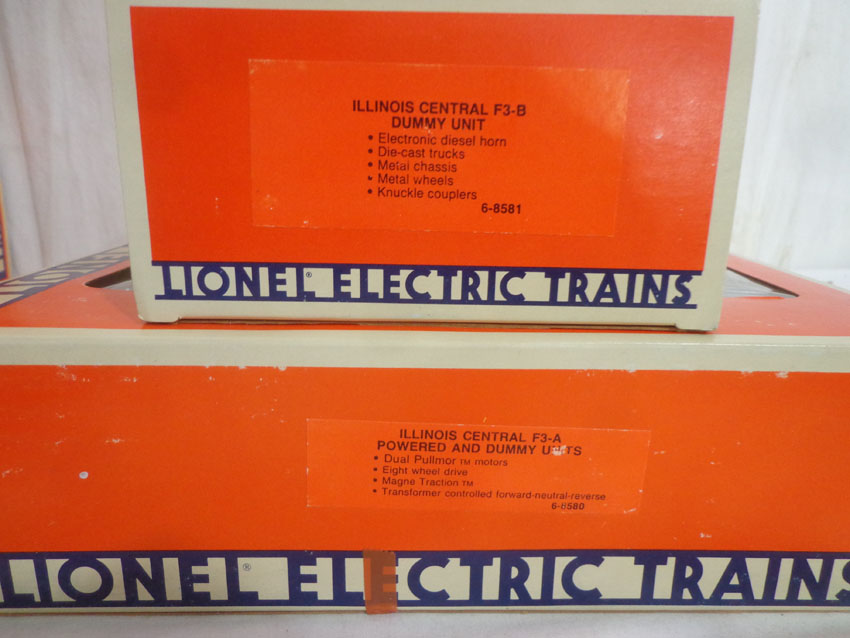 ILLINOIS CENTRAL F3-B
DUMMY UNIT
• Electronic diesel horn
• Die-cast trucks
• Metal chassis
• Metal wheels
• Knuckle couplers
6-8581
LIONEL® ELECTRIC TRAINS
ILLINOIS CENTRAL F3-A
POWERED AND DUMMY UNITS
• Dual Pullmor TM motors
• Eight wheel drive
• Magne Traction TM
• Transformer controlled forward-neutral-reverse
6-8580
LIONEL® ELECTRIC TRAINS